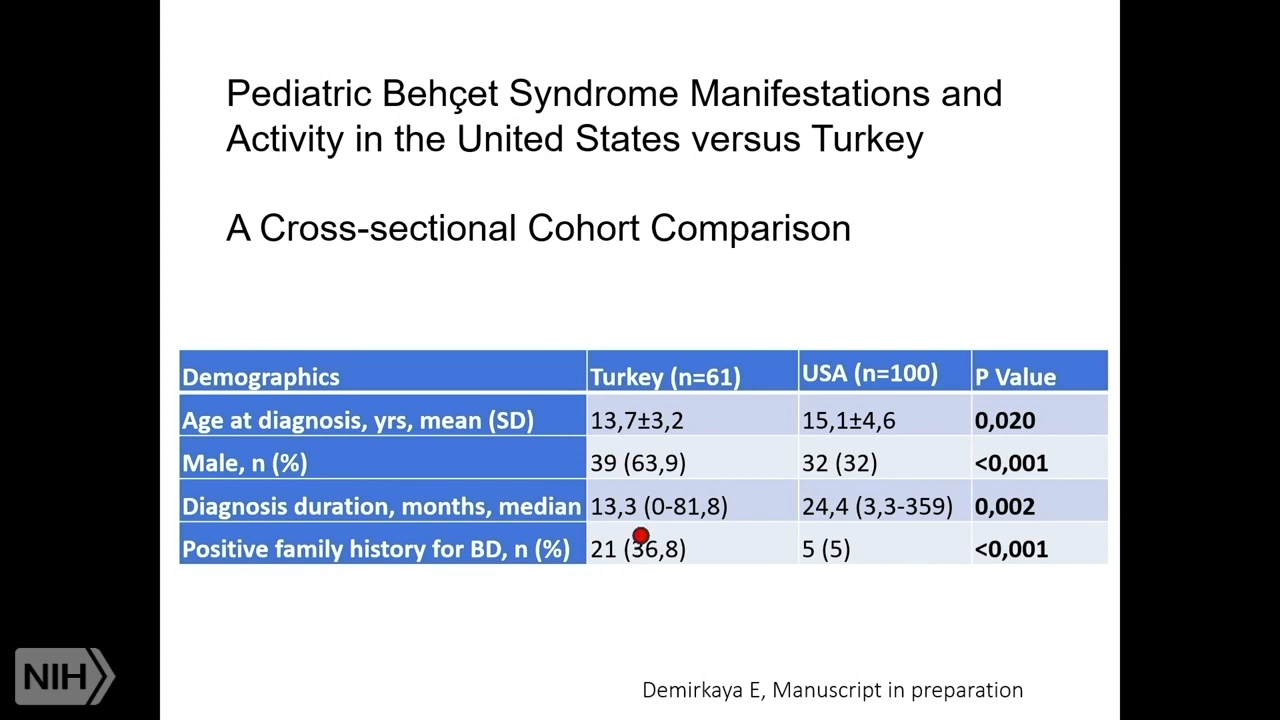 Pediatric Behçet Syndrome Manifestations and
Activity in the United States versus Turkey
A Cross-sectional Cohort Comparison
Demographics Turkey (n=61) USA (n=100) P Value
Age at diagnosis, yrs, mean (SD) 13,7±3,2 15,1±4,6 0,020
Male, n (%) 39 (63,9) 32 (32) <0,001
Diagnosis duration, months, median 13,3 (0-81,8) 24,4 (3,3-359) 0,002
Positive family history for BD, n (%) 21 (36,8) 5 (5) <0,001
NIH
Demirkaya E, Manuscript in preparation